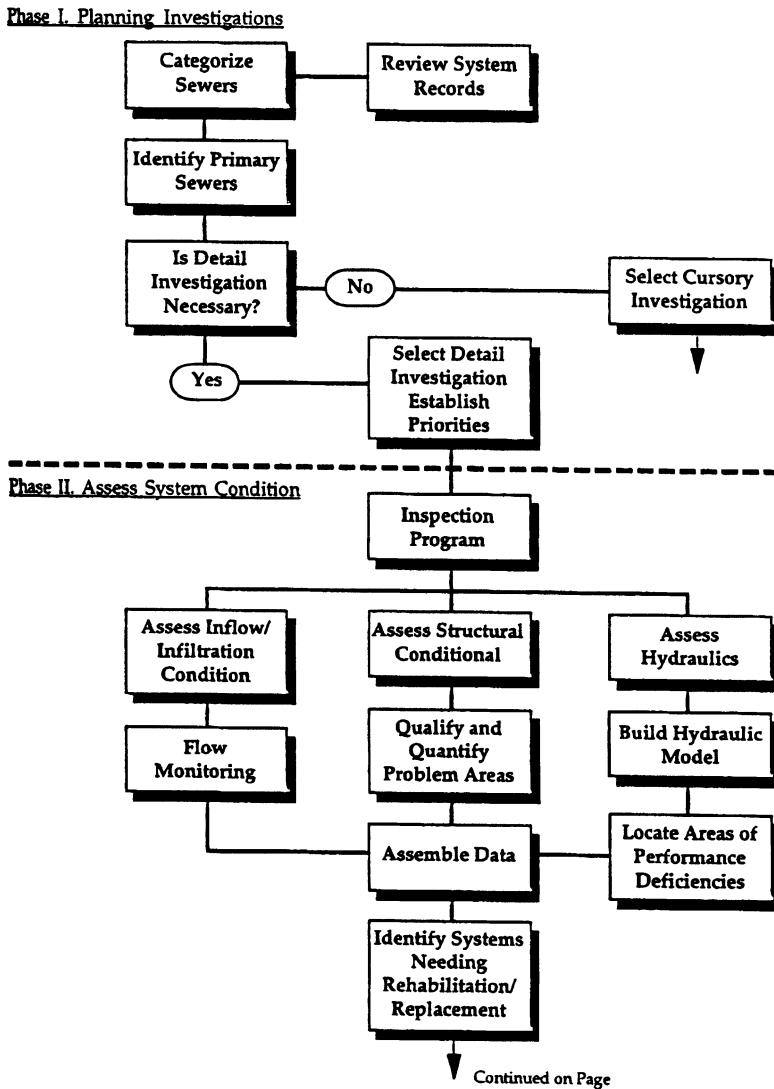 Phase I. Planning Investigations
Categorize
Sewers
Review System
Records
Identify Primary
Sewers
Is Detail
Investigation
Necessary?
No
Select Cursory
Investigation
Yes
Select Detail
Investigation
Establish
Priorities
Phase II. Assess System Condition
Inspection
Program
Assess Inflow/
Infiltration
Condition
Assess Structural
Conditional
Assess
Hydraulics
Flow
Monitoring
Qualify and
Quantify
Problem Areas
Build Hydraulic
Model
Assemble Data
Locate Areas of
Performance
Deficiencies
Identify Systems
Needing
Rehabilitation/
Replacement
Continued on Page